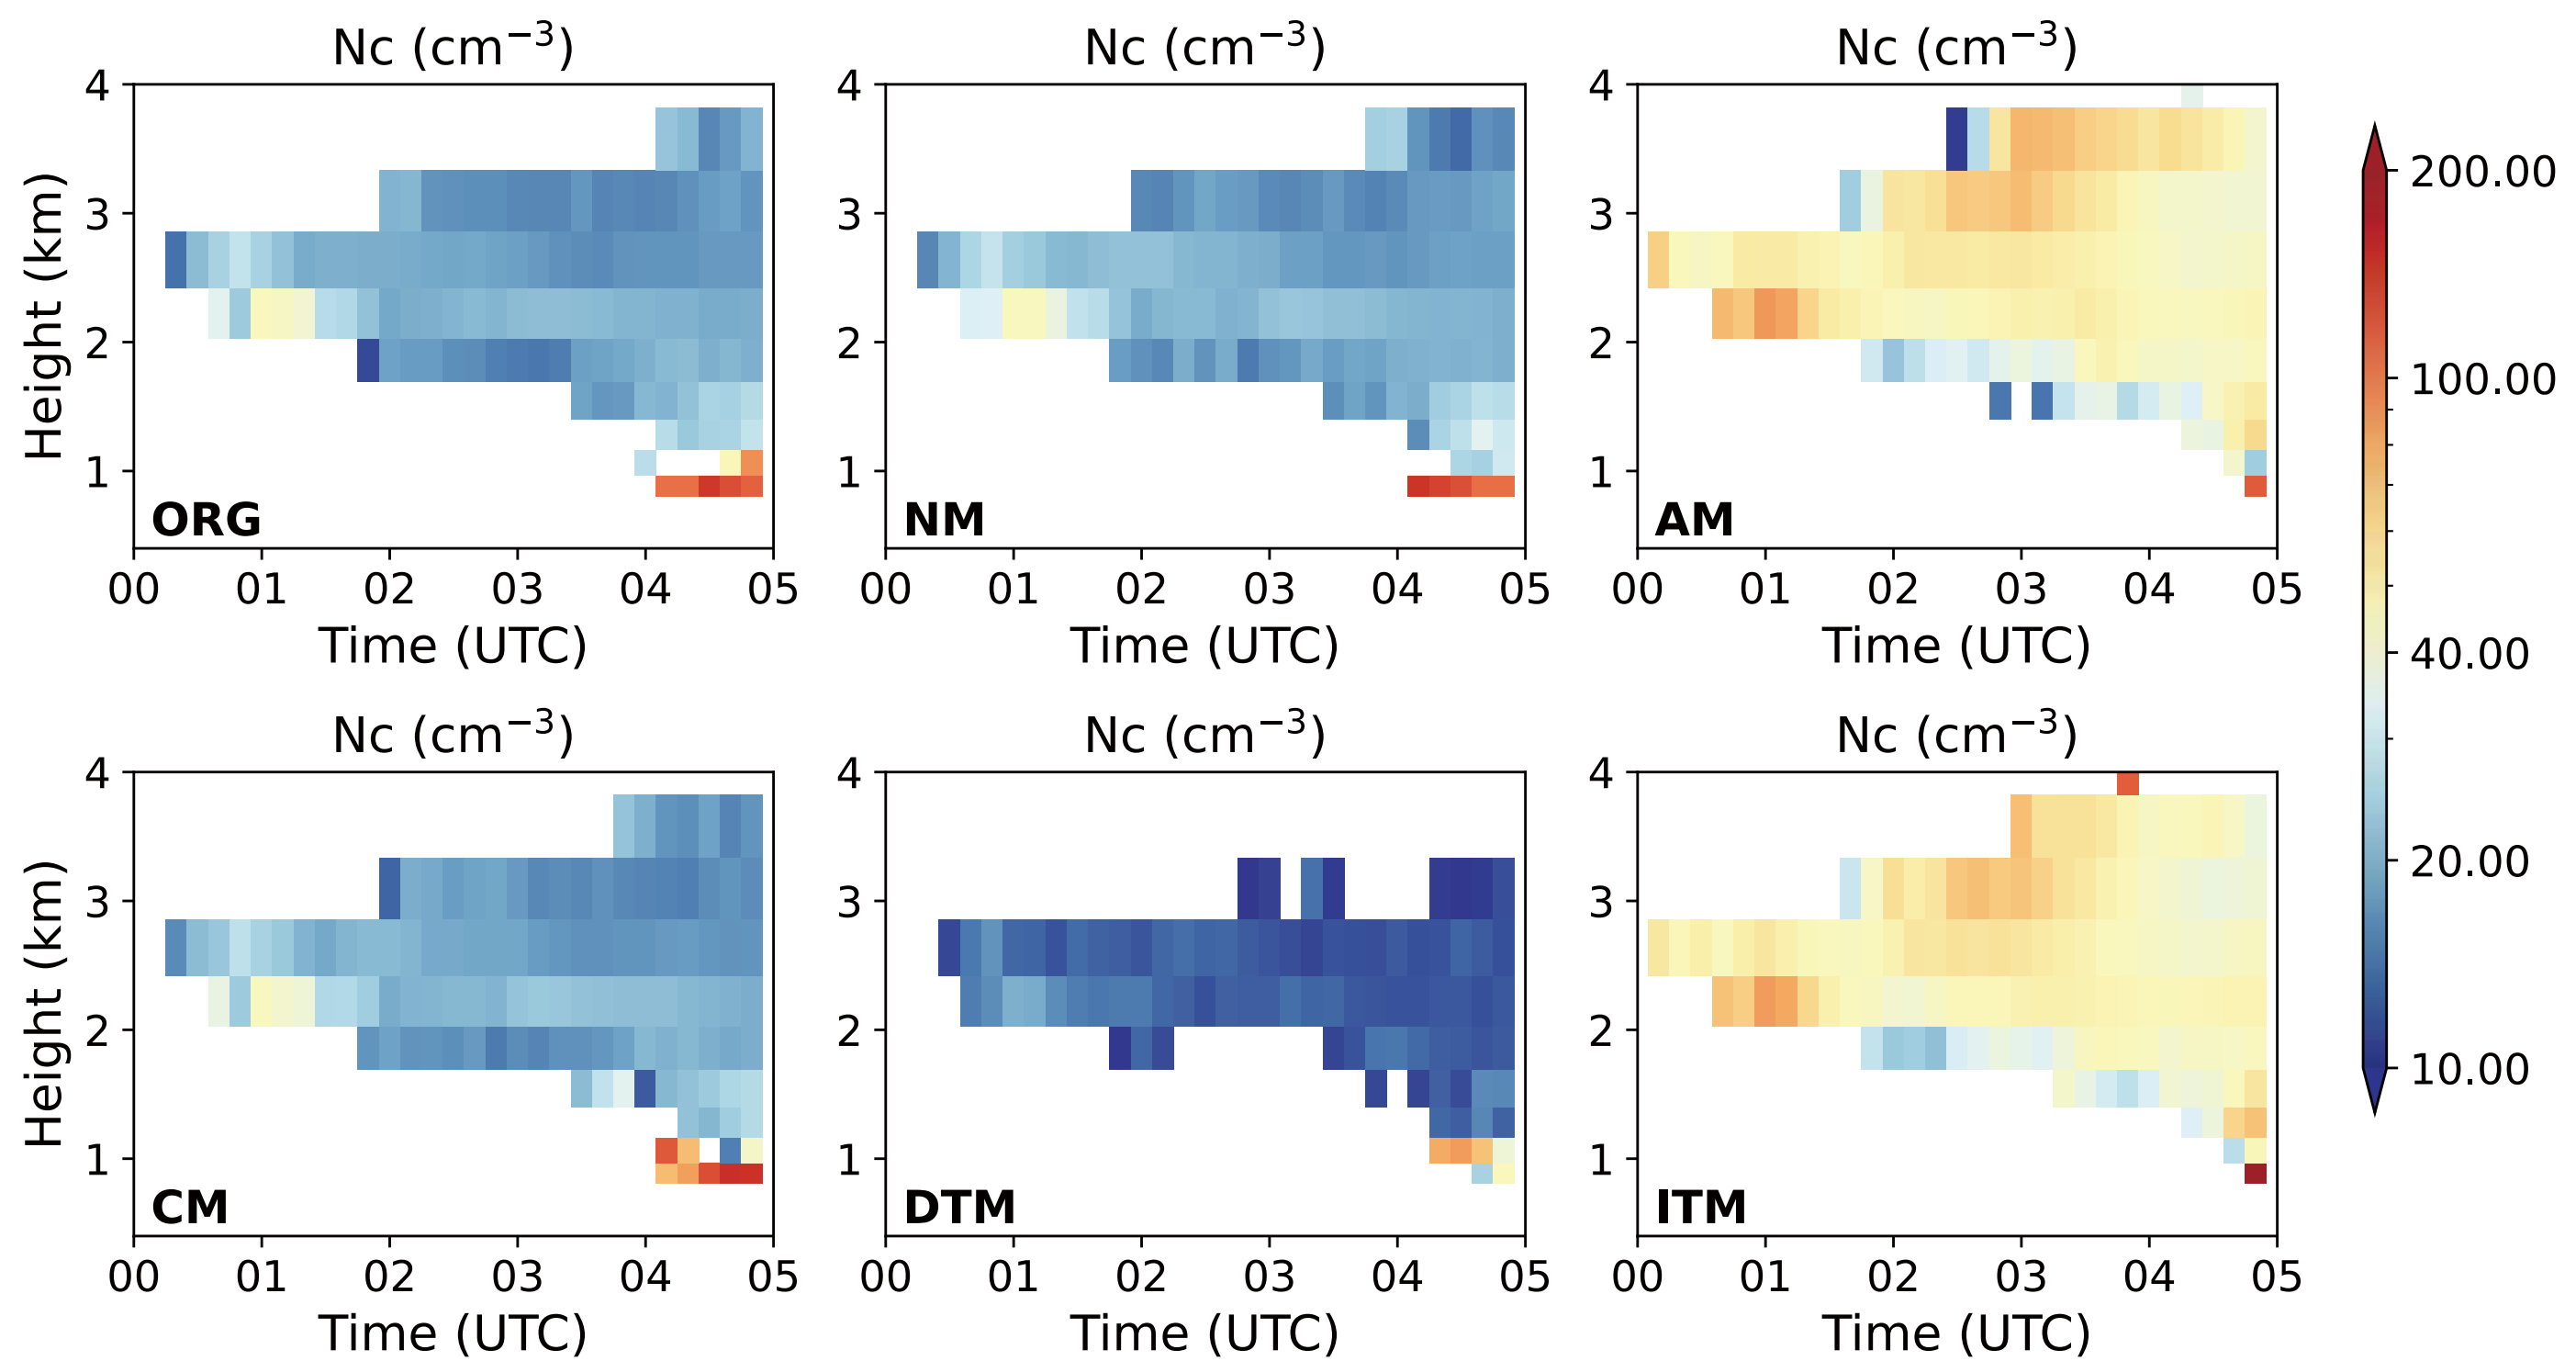 Nc (cm⁻³) Nc (cm⁻³) Nc (cm⁻³)
4 4 4
200.00
3 3 3
Height (km)
100.00
2 2 2
1 1 1
ORG NM AM
00 01 02 03 04 05 00 01 02 03 04 05 00 01 02 03 04 05
Time (UTC) Time (UTC) Time (UTC)
40.00
Nc (cm⁻³) Nc (cm⁻³) Nc (cm⁻³)
4 4 4
20.00
3 3 3
Height (km)
2 2 2
10.00
1 1 1
CM DTM ITM
00 01 02 03 04 05 00 01 02 03 04 05 00 01 02 03 04 05
Time (UTC) Time (UTC) Time (UTC)